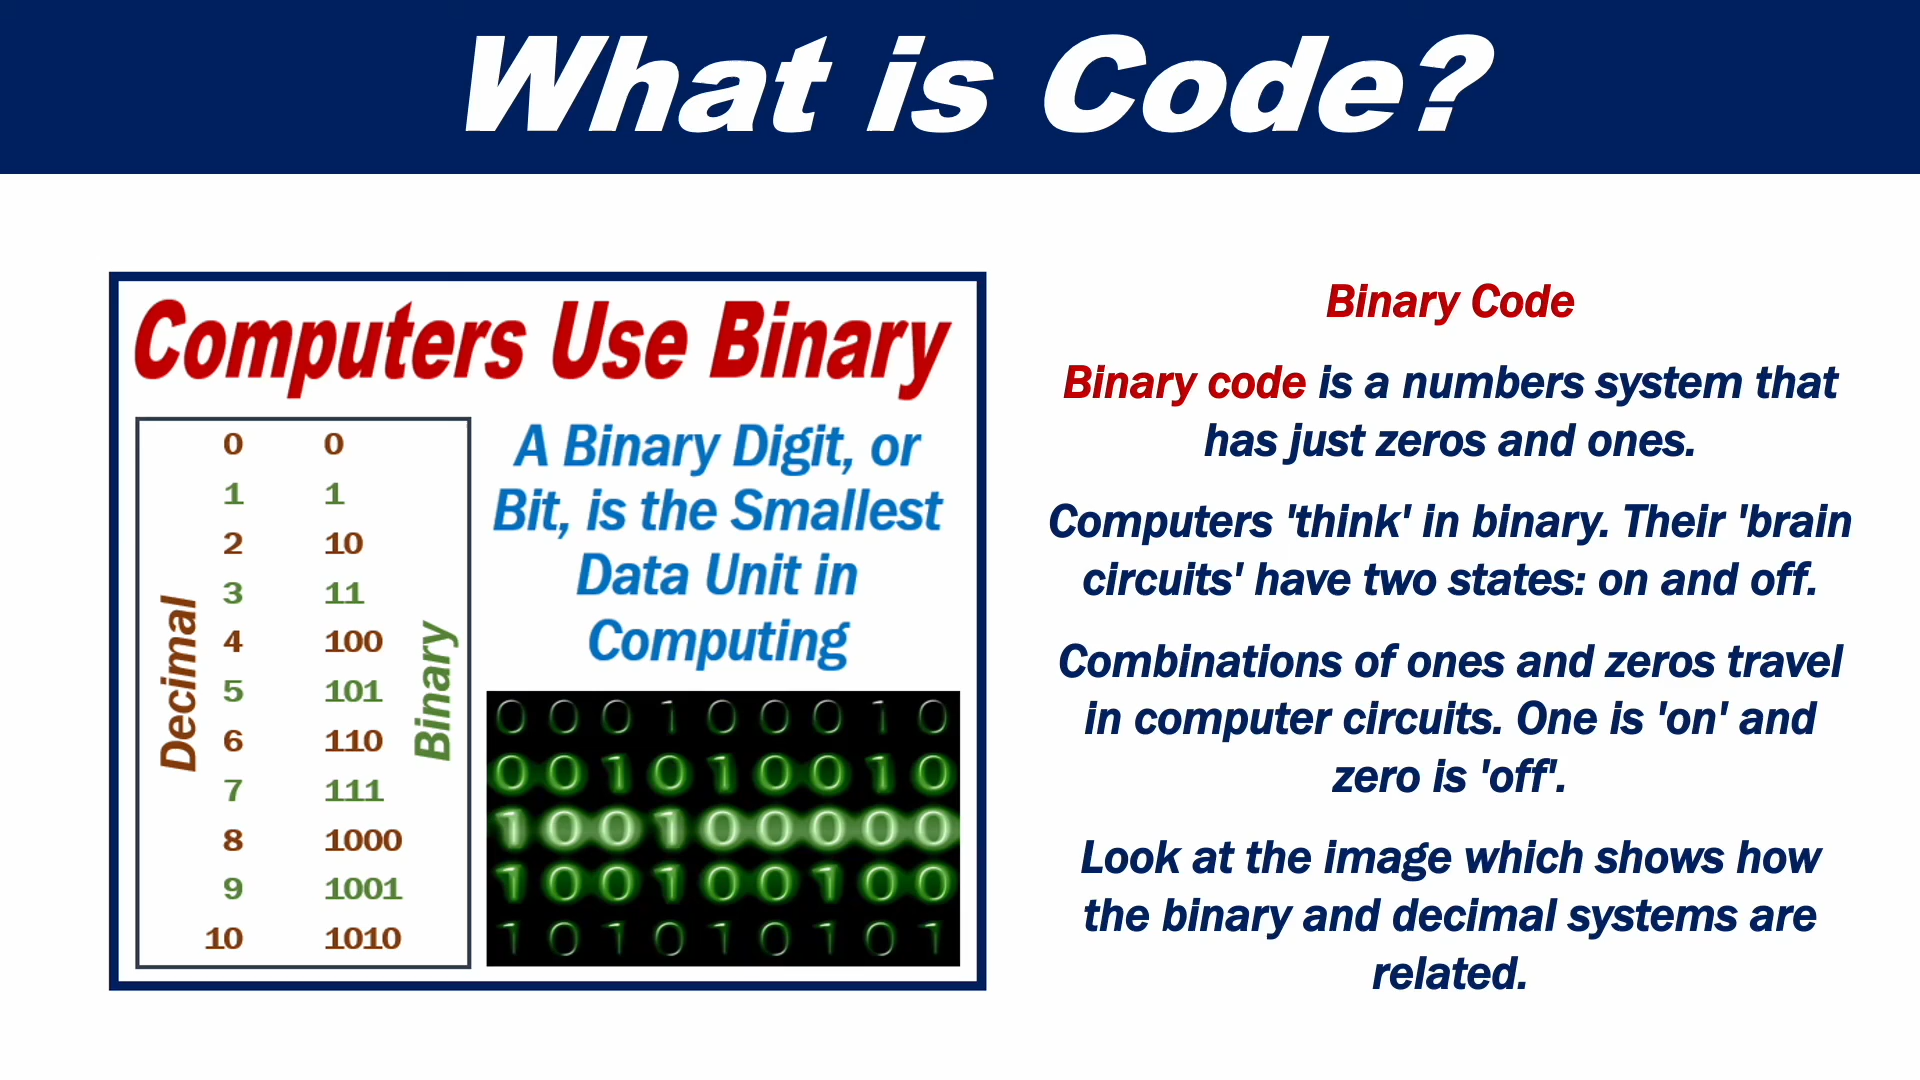 What is Code?
Computers Use Binary
Decimal
Binary
0 0
1 1
2 10
3 11
4 100
5 101
6 110
7 111
8 1000
9 1001
10 1010
A Binary Digit, or
Bit, is the Smallest
Data Unit in
Computing
0 0 0 1 0 0 0 1 0
0 0 1 0 1 0 0 1 0
1 0 0 1 0 0 0 0 0
1 0 0 1 0 0 1 0 0
1 0 1 0 1 0 1 0 1
Binary Code
Binary code is a numbers system that
has just zeros and ones.
Computers 'think' in binary. Their 'brain
circuits' have two states: on and off.
Combinations of ones and zeros travel
in computer circuits. One is 'on' and
zero is 'off'.
Look at the image which shows how
the binary and decimal systems are
related.